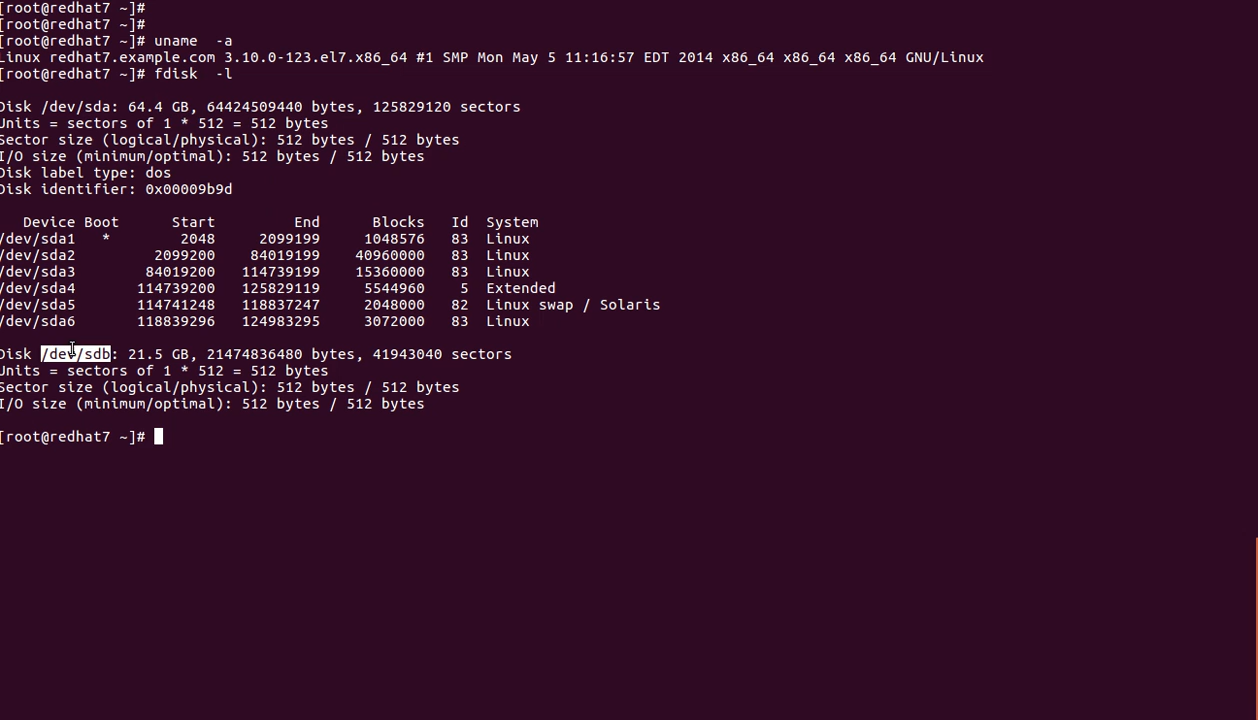 [root@redhat7 ~]#
[root@redhat7 ~]#
[root@redhat7 ~]# uname  -a
Linux redhat7.example.com 3.10.0-123.el7.x86_64 #1 SMP Mon May 5 11:16:57 EDT 2014 x86_64 x86_64 x86_64 GNU/Linux
[root@redhat7 ~]# fdisk  -l
Disk /dev/sda: 64.4 GB, 64424509440 bytes, 125829120 sectors
Units = sectors of 1 * 512 = 512 bytes
Sector size (logical/physical): 512 bytes / 512 bytes
I/O size (minimum/optimal): 512 bytes / 512 bytes
Disk label type: dos
Disk identifier: 0x00009b9d
   Device Boot      Start         End      Blocks   Id  System
/dev/sda1   *        2048     2099199     1048576   83  Linux
/dev/sda2         2099200    84019199    40960000   83  Linux
/dev/sda3        84019200   114739199    15360000   83  Linux
/dev/sda4       114739200   125829119     5544960    5  Extended
/dev/sda5       114741248   118837247     2048000   82  Linux swap / Solaris
/dev/sda6       118839296   124983295     3072000   83  Linux
Disk /dev/sdb: 21.5 GB, 21474836480 bytes, 41943040 sectors
Units = sectors of 1 * 512 = 512 bytes
Sector size (logical/physical): 512 bytes / 512 bytes
I/O size (minimum/optimal): 512 bytes / 512 bytes
[root@redhat7 ~]#